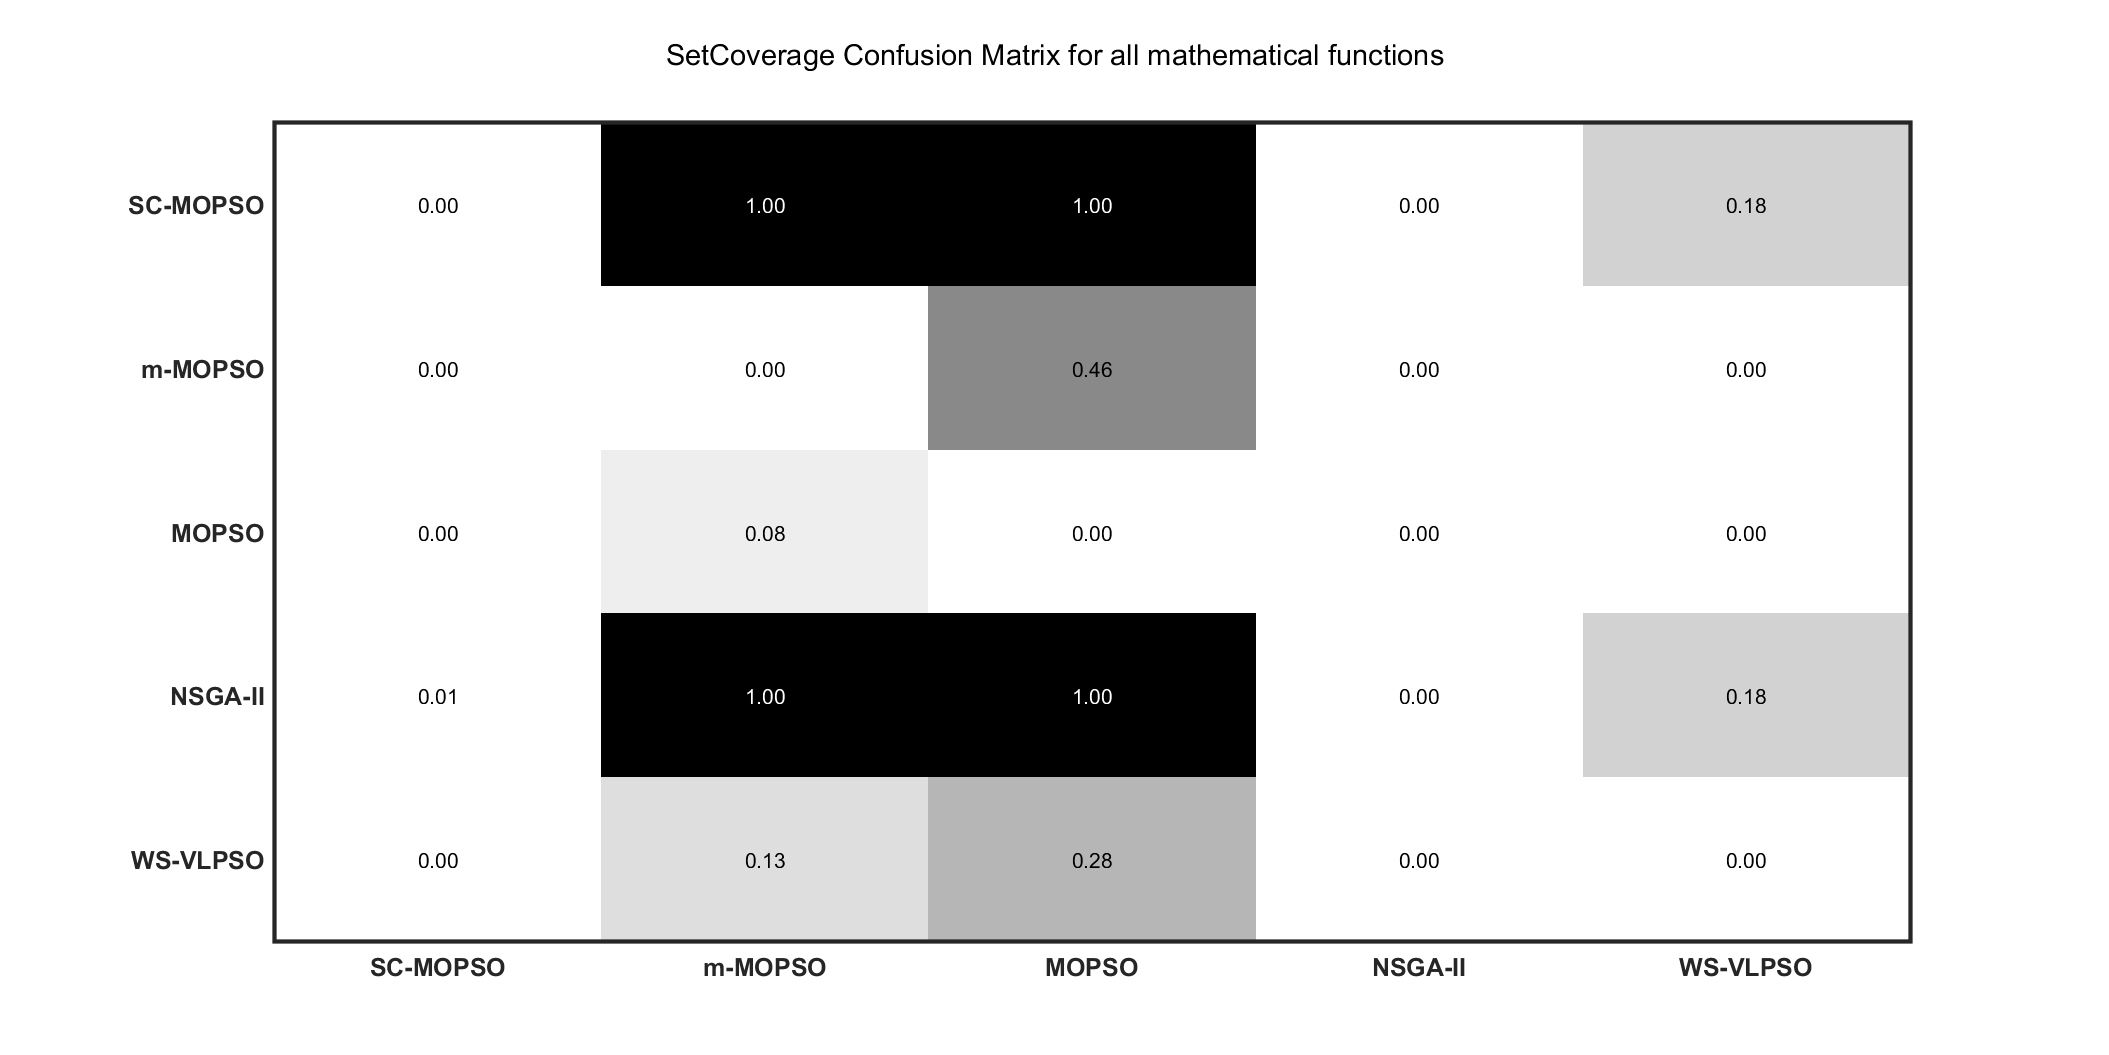 SetCoverage Confusion Matrix for all mathematical functions
SC-MOPSO 0.00 1.00 1.00 0.00 0.18
m-MOPSO 0.00 0.00 0.46 0.00 0.00
MOPSO 0.00 0.08 0.00 0.00 0.00
NSGA-II 0.01 1.00 1.00 0.00 0.18
WS-VLPSO 0.00 0.13 0.28 0.00 0.00
SC-MOPSO m-MOPSO MOPSO NSGA-II WS-VLPSO